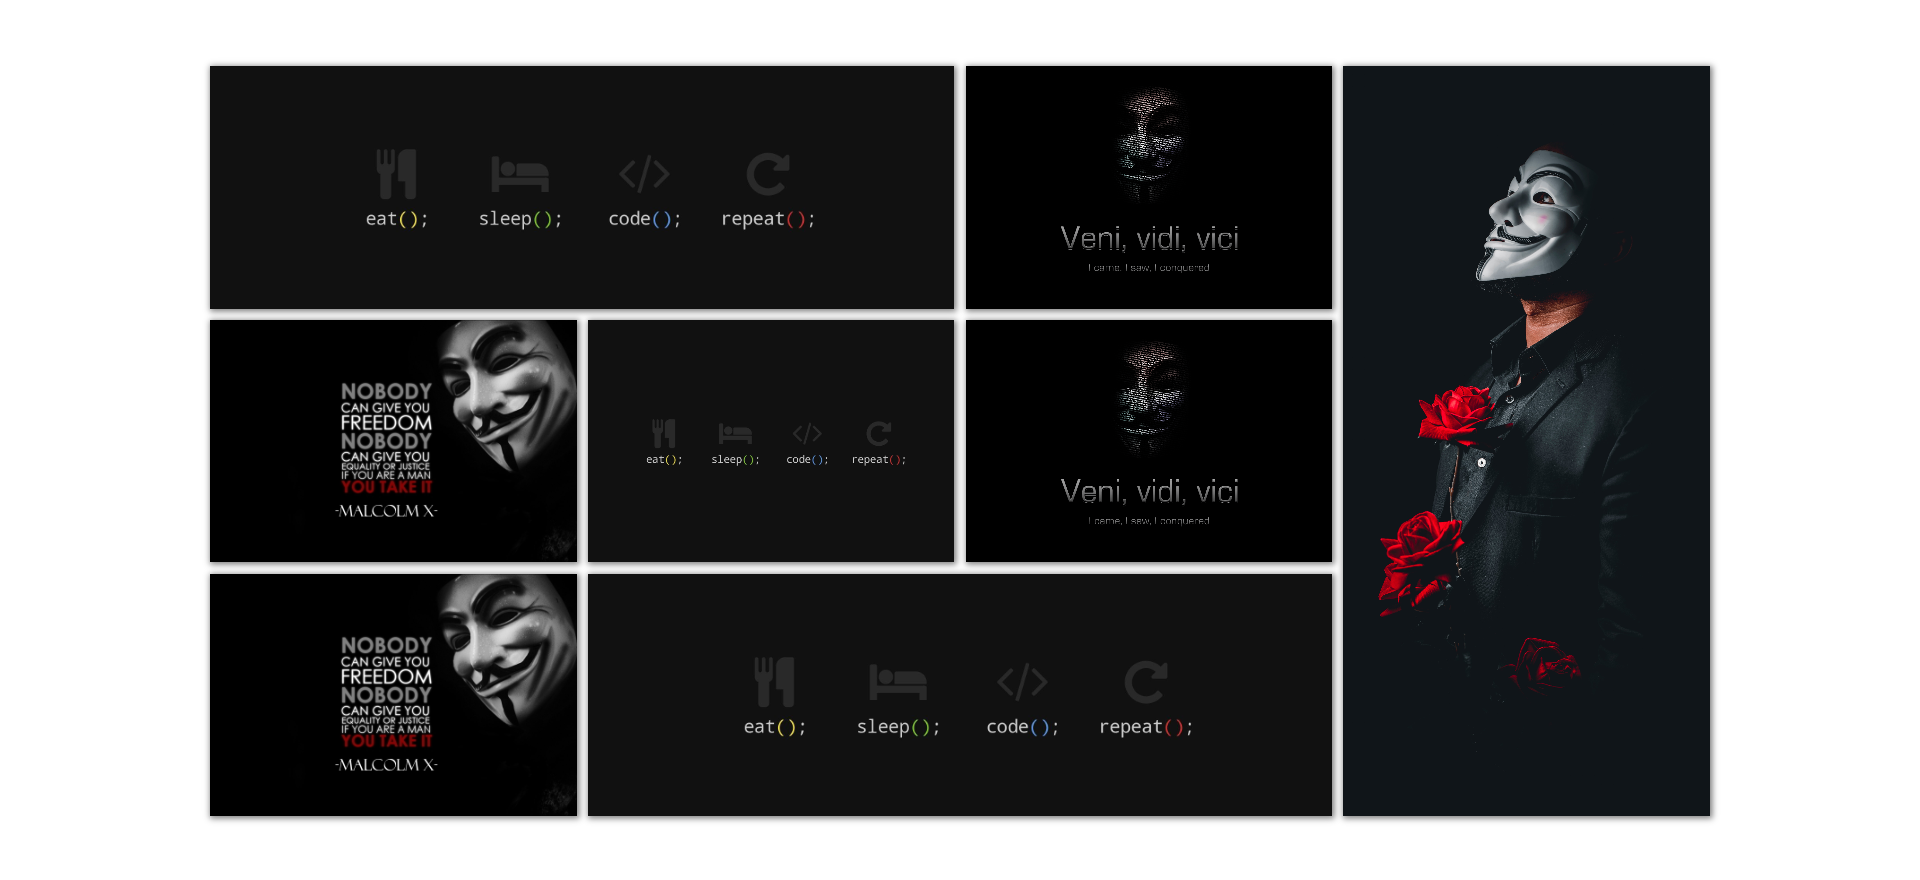 eat(); sleep(); code(); repeat();
Veni, vidi, vici
I came, I saw, I conquered
NOBODY
CAN GIVE YOU
FREEDOM
NOBODY
CAN GIVE YOU
EQUALITY OR JUSTICE
IF YOU ARE A MAN
YOU TAKE IT
-MALCOLM X-
eat(); sleep(); code(); repeat();
Veni, vidi, vici
I came, I saw, I conquered
NOBODY
CAN GIVE YOU
FREEDOM
NOBODY
CAN GIVE YOU
EQUALITY OR JUSTICE
IF YOU ARE A MAN
YOU TAKE IT
-MALCOLM X-
eat(); sleep(); code(); repeat();